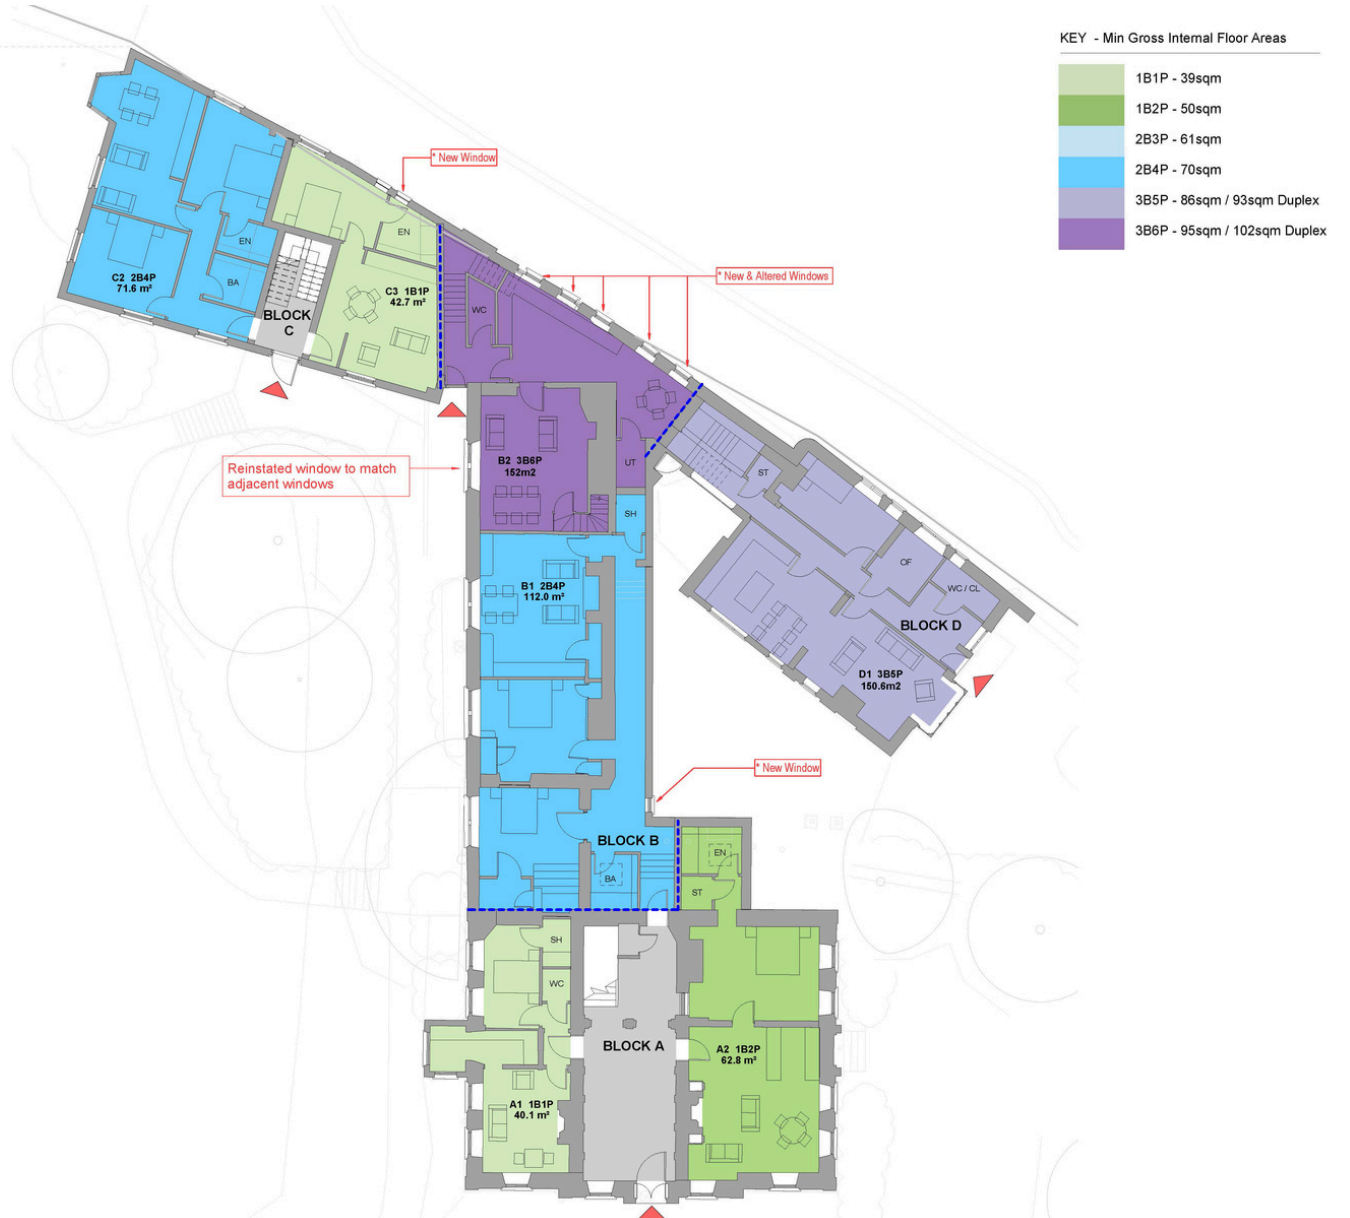 KEY - Min Gross Internal Floor Areas
1B1P - 39sqm
1B2P - 50sqm
2B3P - 61sqm
2B4P - 70sqm
3B5P - 86sqm / 93sqm Duplex
3B6P - 95sqm / 102sqm Duplex
* New Window
EN
EN
C2 2B4P
71.6 m²
BA
BLOCK
C
C3 1B1P
42.7 m²
* New & Altered Windows
WC
Reinstated window to match
adjacent windows
B2 3B6P
152m2
UT
ST
SH
OF
WC / CL
B1 2B4P
112.0 m²
BLOCK D
D1 3B5P
150.6m2
* New Window
BLOCK B
BA
EN
ST
SH
WC
BLOCK A
A2 1B2P
62.8 m²
A1 1B1P
40.1 m²